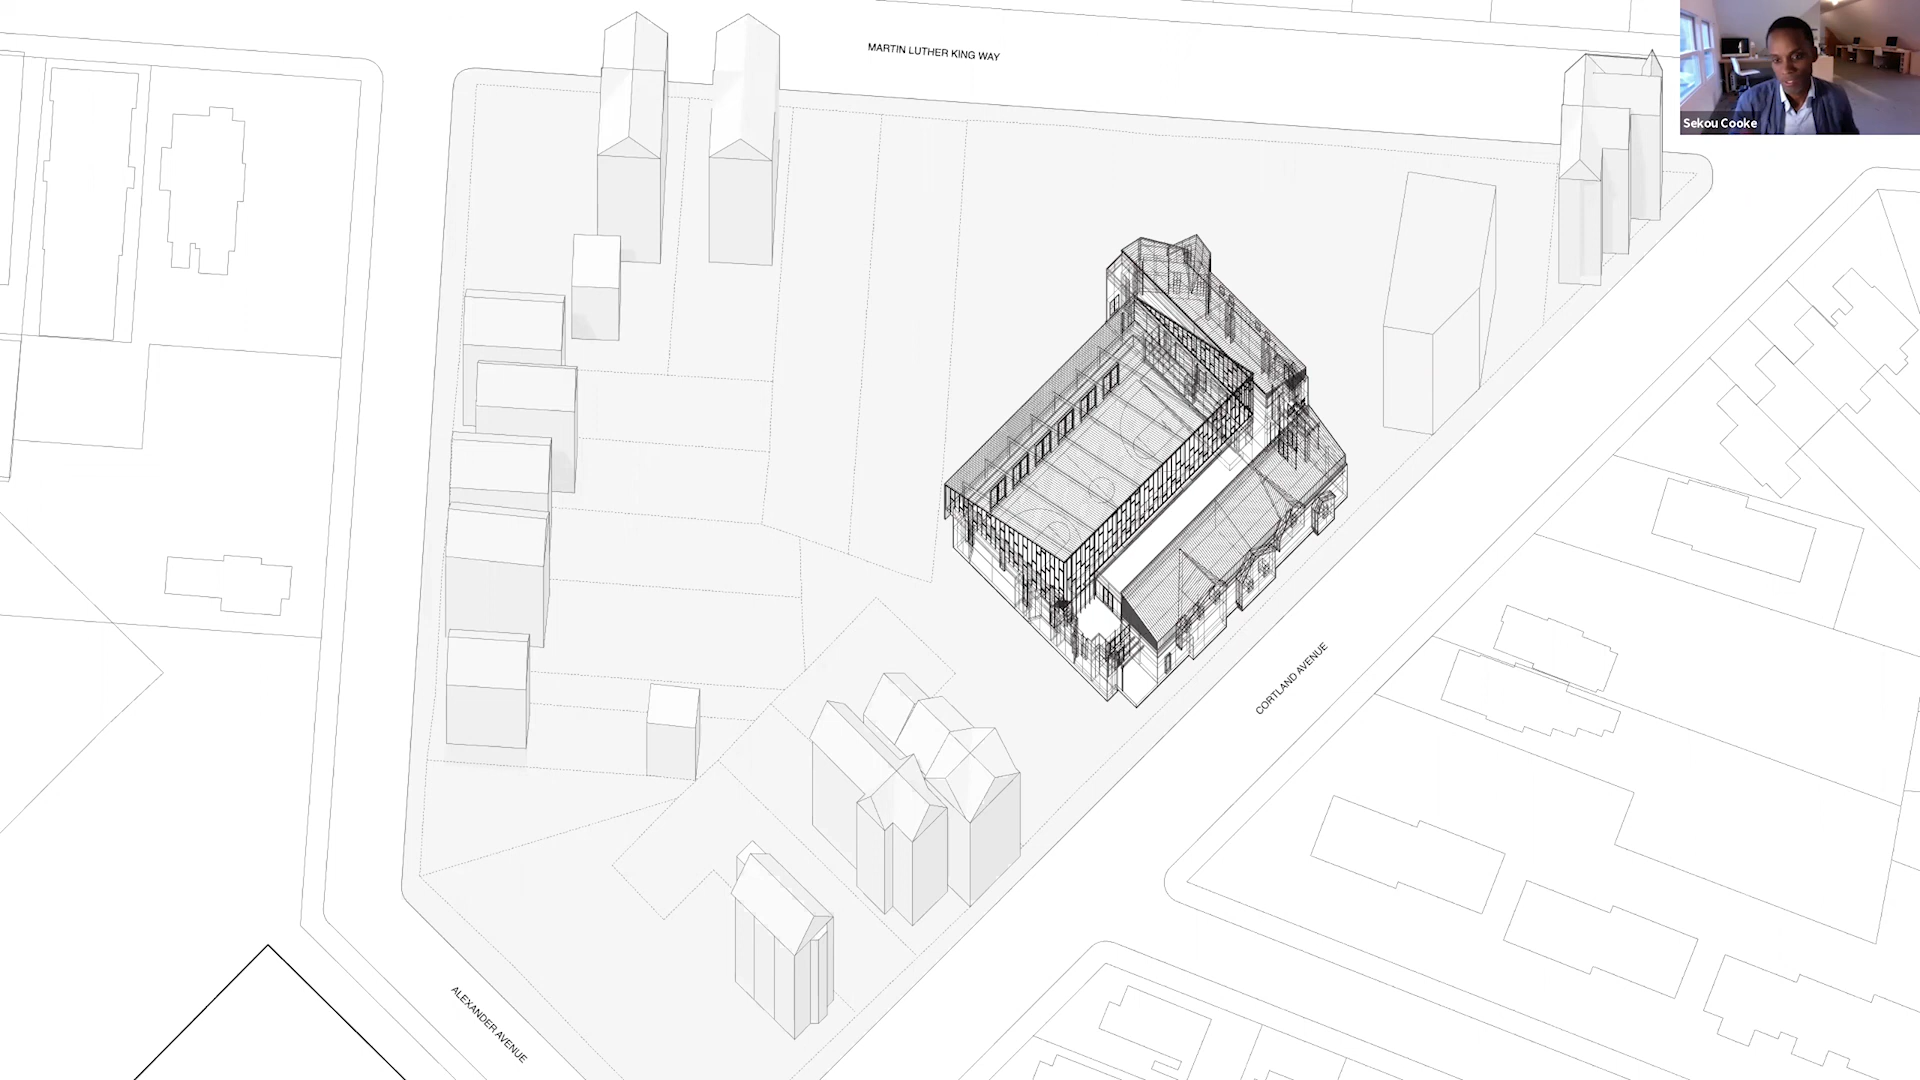 MARTIN LUTHER KING WAY
Sekou Cooke
CORTLAND AVENUE
ALEXANDER AVENUE